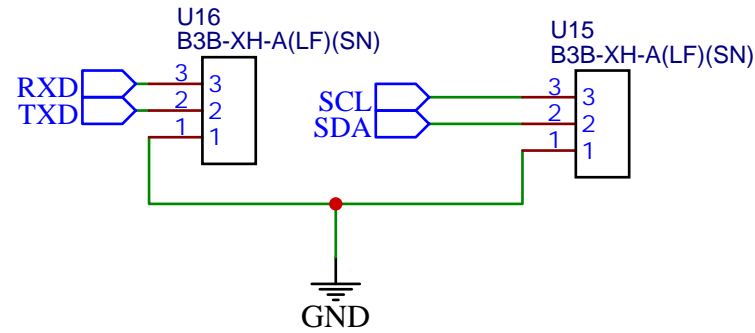 U16
B3B-XH-A(LF)(SN)
RXD 3 3
TXD 2 2
1 1
U15
B3B-XH-A(LF)(SN)
SCL 3 3
SDA 2 2
1 1
GND